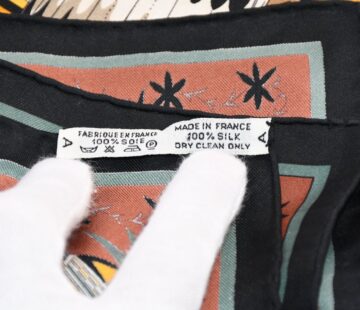 FABRIQUE EN FRANCE
100% SOIE
P
MADE IN FRANCE
100% SILK
DRY CLEAN ONLY
A
A